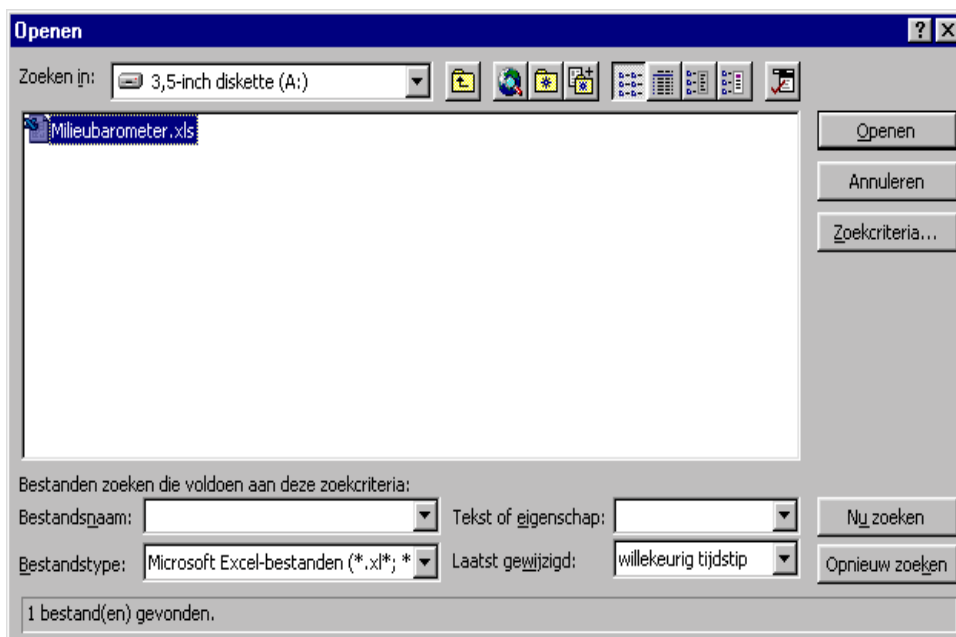 Openen
Zoeken in: 3,5-inch diskette (A:)
Milieubarometer.xls
Openen
Annuleren
Zoekcriteria...
Bestanden zoeken die voldoen aan deze zoekcriteria:
Bestandsnaam: Tekst of eigenschap: Nu zoeken
Bestandstype: Microsoft Excel-bestanden (*.xl*; * Laatst gewijzigd: willekeurig tijdstip Opnieuw zoeken
1 bestand(en) gevonden.